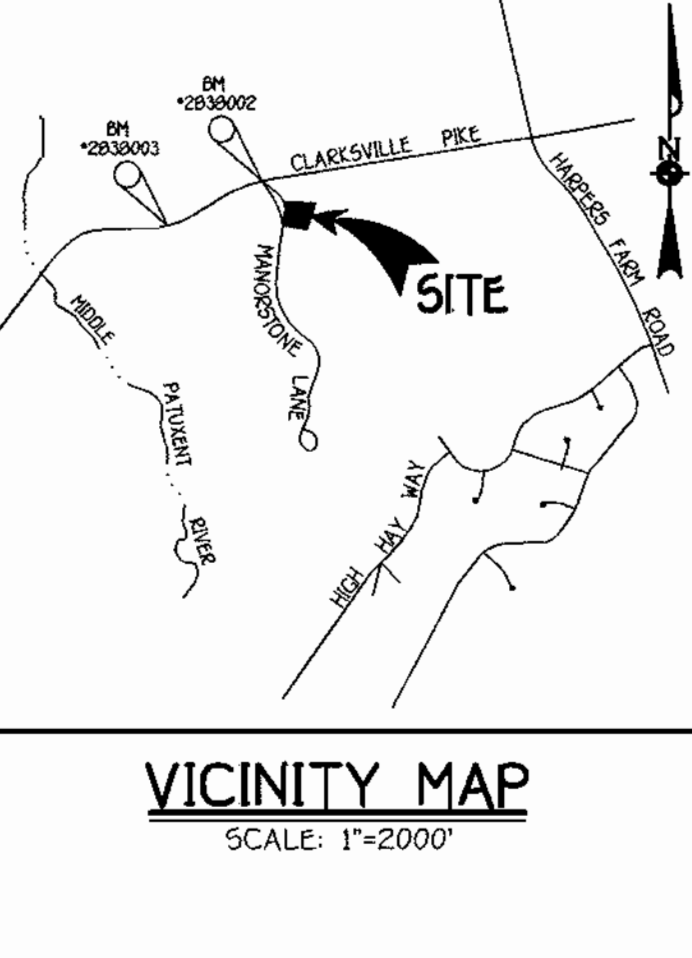 BM
*2838002
BM
*2838003
CLARKSVILLE PIKE
N
HARPERS FARM ROAD
SITE
MANORSTONE LANE
MIDDLE PATUXENT RIVER
HIGH HAY WAY
VICINITY MAP
SCALE: 1"=2000'